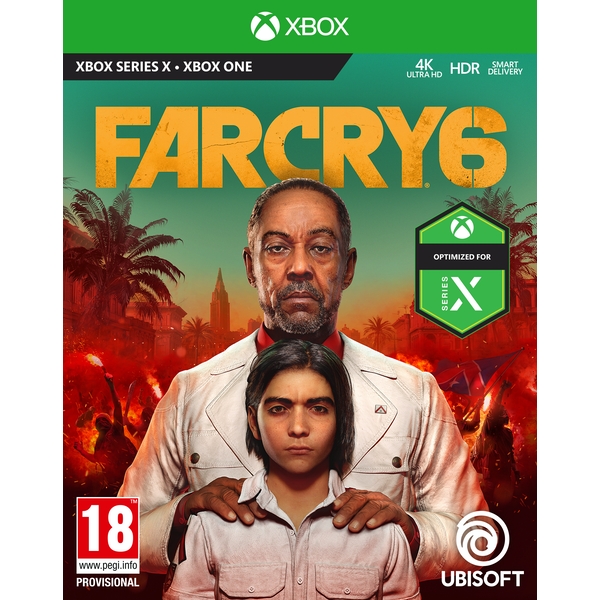 XBOX
XBOX SERIES X • XBOX ONE
4K
ULTRA HD
HDR
SMART
DELIVERY
FARCRY6
®
OPTIMIZED FOR
SERIES
X
18
™
www.pegi.info
PROVISIONAL
UBISOFT